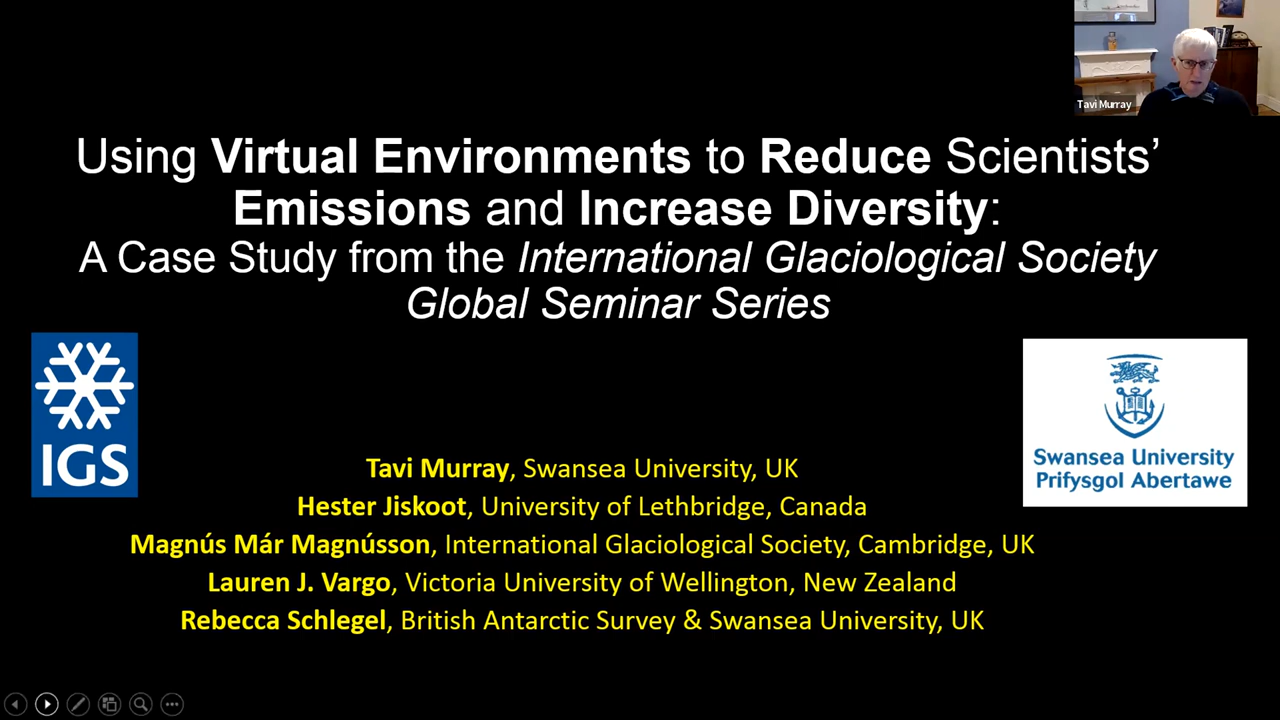 Tavi Murray
Using Virtual Environments to Reduce Scientists’
Emissions and Increase Diversity:
A Case Study from the International Glaciological Society
Global Seminar Series
IGS
Swansea University
Prifysgol Abertawe
Tavi Murray, Swansea University, UK
Hester Jiskoot, University of Lethbridge, Canada
Magnús Már Magnússon, International Glaciological Society, Cambridge, UK
Lauren J. Vargo, Victoria University of Wellington, New Zealand
Rebecca Schlegel, British Antarctic Survey & Swansea University, UK